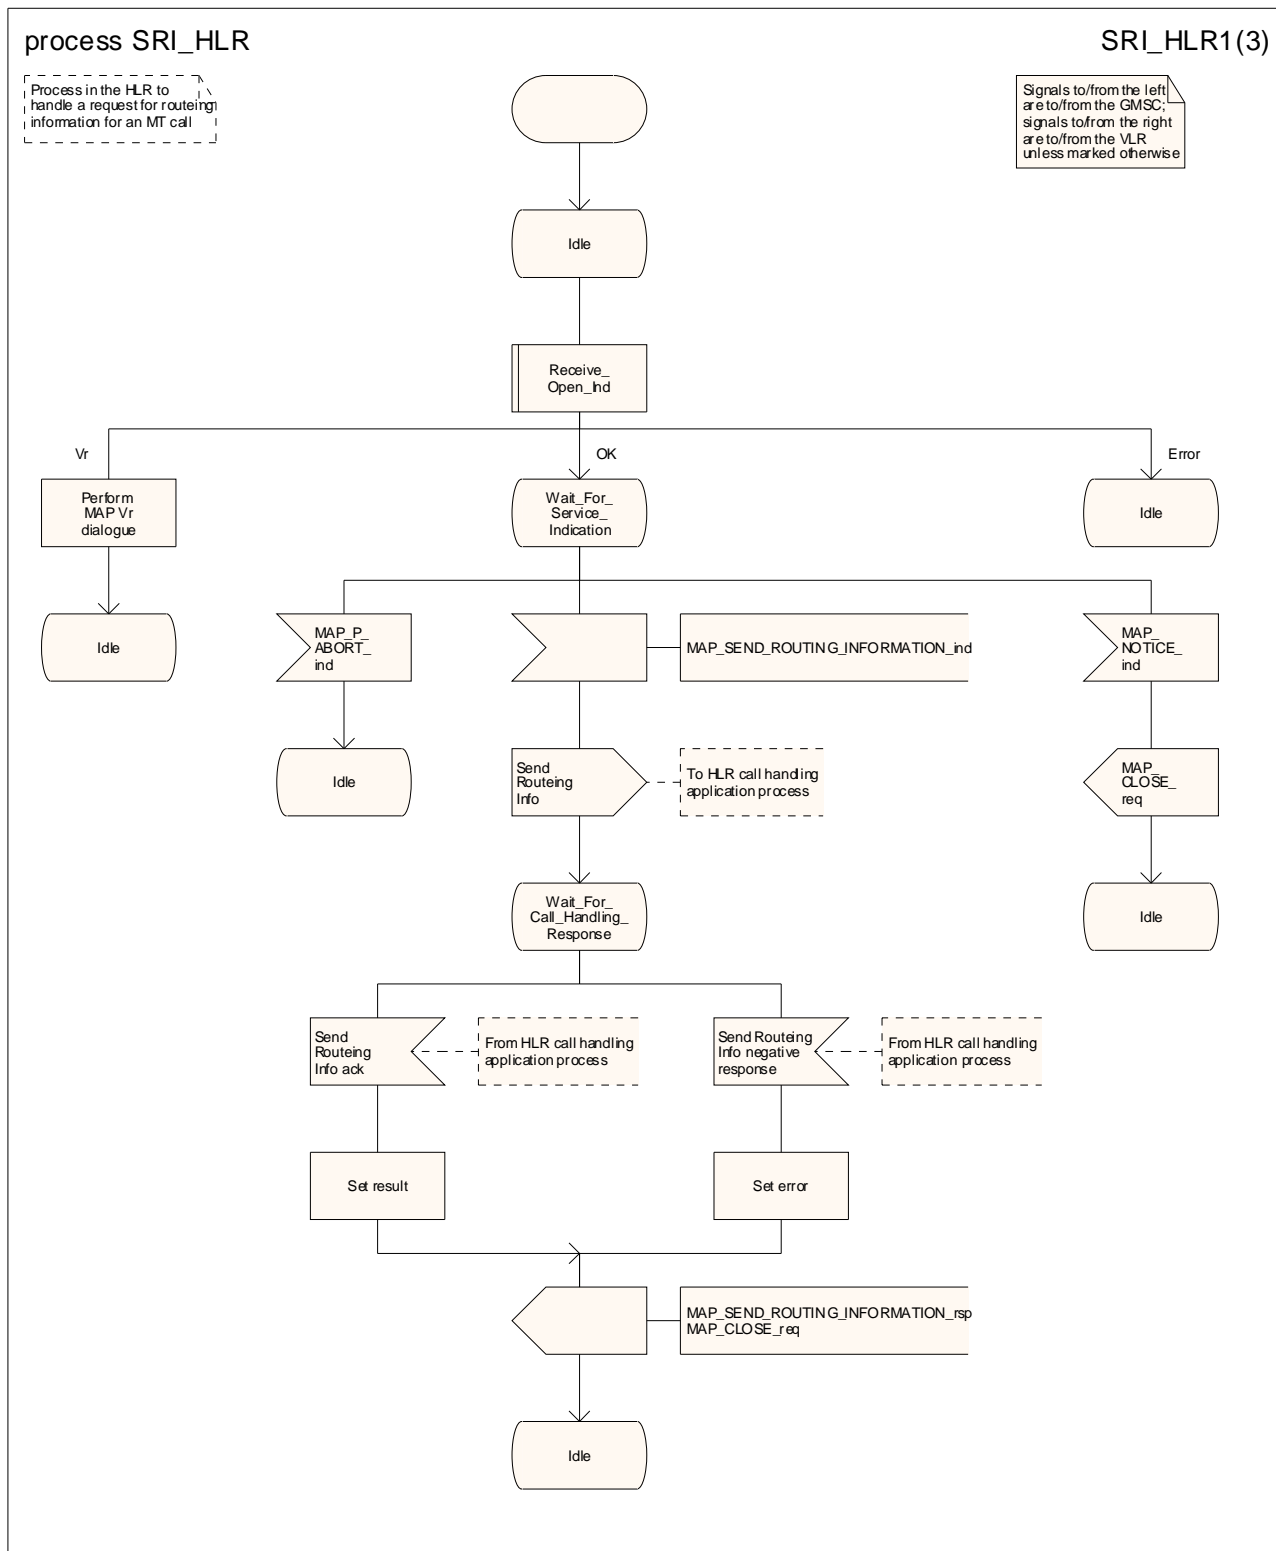 process SRI_HLR
SRI_HLR1(3)
Process in the HLR to
handle a request for routeing
information for an MT call
Signals to/from the left
are to/from the GMSC;
signals to/from the right
are to/from the VLR
unless marked otherwise
Idle
Receive_
Open_Ind
Vr
OK
Error
Perform
MAP Vr
dialogue
Wait_For_
Service_
Indication
Idle
Idle
MAP_P_
ABORT_
ind
MAP_SEND_ROUTING_INFORMATION_ind
MAP_
NOTICE_
ind
Idle
Send
Routeing
Info
To HLR call handling
application process
MAP_
CLOSE_
req
Wait_For_
Call_Handling_
Response
Idle
Send
Routeing
Info ack
From HLR call handling
application process
Send Routeing
Info negative
response
From HLR call handling
application process
Set result
Set error
MAP_SEND_ROUTING_INFORMATION_rsp
MAP_CLOSE_req
Idle